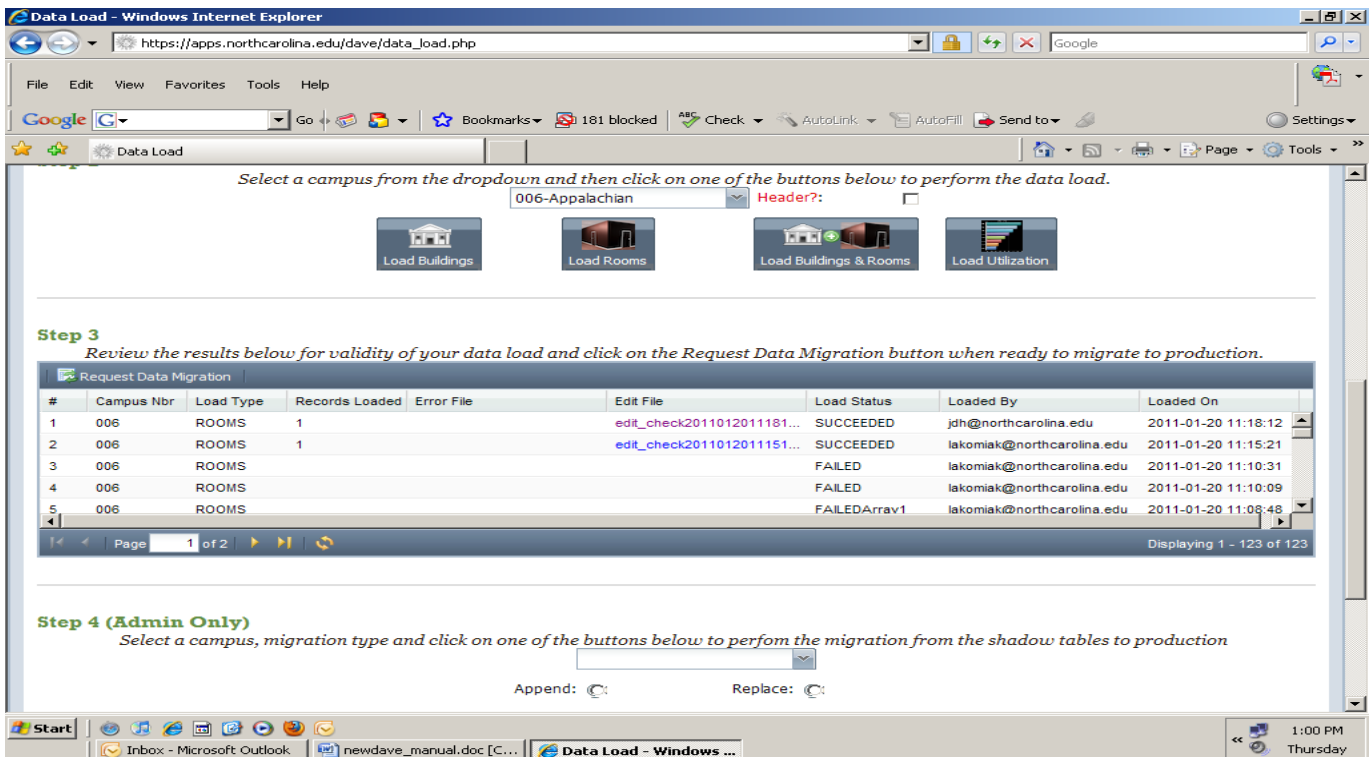 Data Load - Windows Internet Explorer
https://apps.northcarolina.edu/dave/data_load.php
Google
File Edit View Favorites Tools Help
Google G Go Bookmarks 181 blocked ABC Check AutoLink AutoFill Send to Settings
Data Load Page Tools »
Select a campus from the dropdown and then click on one of the buttons below to perform the data load.
006-Appalachian Header?:
Load Buildings Load Rooms Load Buildings & Rooms Load Utilization
Step 3
Review the results below for validity of your data load and click on the Request Data Migration button when ready to migrate to production.
Request Data Migration
# Campus Nbr Load Type Records Loaded Error File Edit File Load Status Loaded By Loaded On
1 006 ROOMS 1 edit_check2011012011181... SUCCEEDED jdh@northcarolina.edu 2011-01-20 11:18:12
2 006 ROOMS 1 edit_check2011012011151... SUCCEEDED lakomiak@northcarolina.edu 2011-01-20 11:15:21
3 006 ROOMS FAILED lakomiak@northcarolina.edu 2011-01-20 11:10:31
4 006 ROOMS FAILED lakomiak@northcarolina.edu 2011-01-20 11:10:09
5 006 ROOMS FAILEDArray1 lakomiak@northcarolina.edu 2011-01-20 11:08:48
Page 1 of 2 Displaying 1 - 123 of 123
Step 4 (Admin Only)
Select a campus, migration type and click on one of the buttons below to perfom the migration from the shadow tables to production
Append: Replace:
Start « 1:00 PM
Inbox - Microsoft Outlook newdave_manual.doc [C... Data Load - Windows ... Thursday